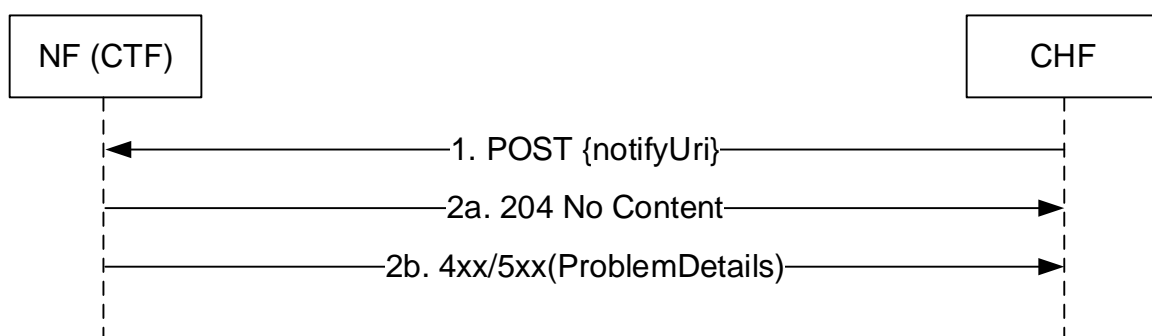 NF (CTF)
CHF
1. POST {notifyUri}
2a. 204 No Content
2b. 4xx/5xx(ProblemDetails)